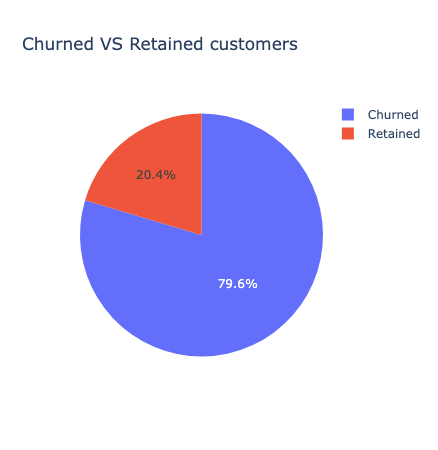 Churned VS Retained customers
Churned
Retained
20.4%
79.6%